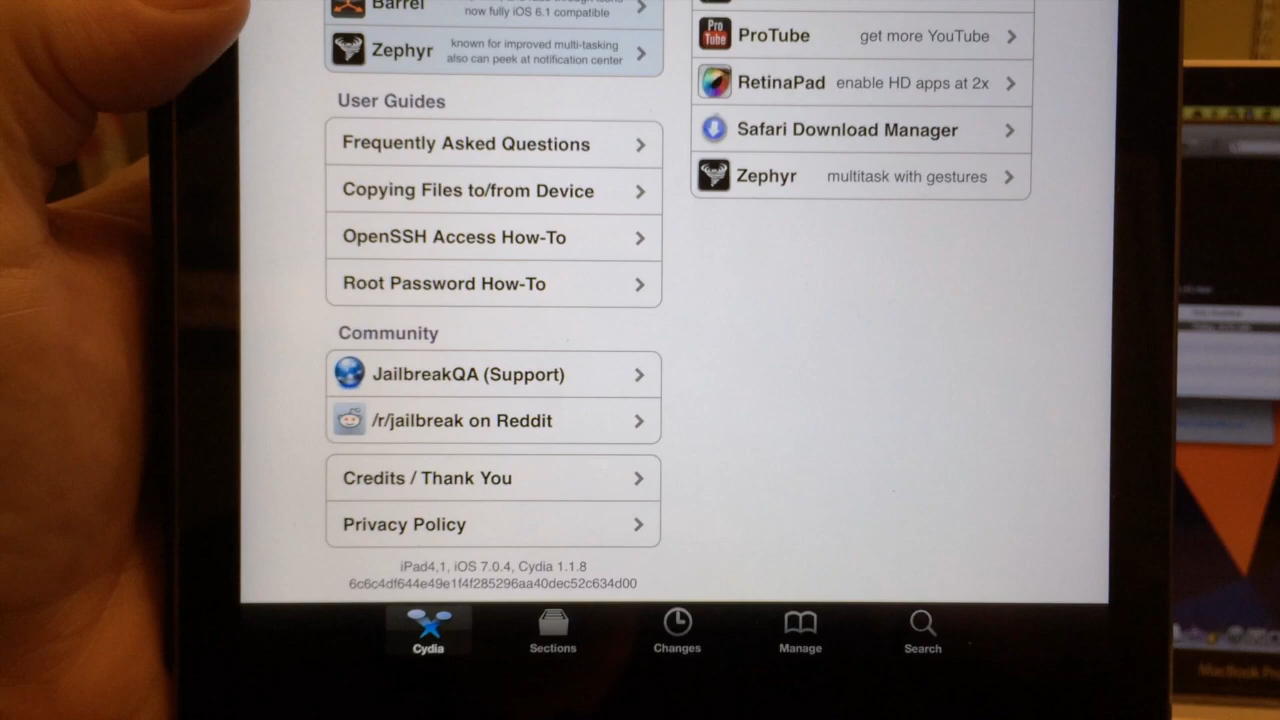 Barrel
now fully iOS 6.1 compatible
Zephyr
known for improved multi-tasking
also can peek at notification center
User Guides
Frequently Asked Questions
Copying Files to/from Device
OpenSSH Access How-To
Root Password How-To
Community
JailbreakQA (Support)
/r/jailbreak on Reddit
Credits / Thank You
Privacy Policy
iPad4,1, iOS 7.0.4, Cydia 1.1.8
6c6c4df644e49e1f4f285296aa40dec52c634d00
Pro
Tube
ProTube get more YouTube
RetinaPad enable HD apps at 2x
Safari Download Manager
Zephyr multitask with gestures
Cydia
Sections
Changes
Manage
Search
MacBook Pro